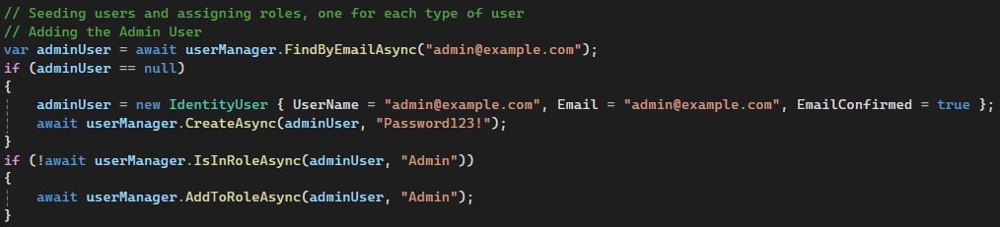 // Seeding users and assigning roles, one for each type of user
// Adding the Admin User
var adminUser = await userManager.FindByEmailAsync("admin@example.com");
if (adminUser == null)
{
    adminUser = new IdentityUser { UserName = "admin@example.com", Email = "admin@example.com", EmailConfirmed = true };
    await userManager.CreateAsync(adminUser, "Password123!");
}
if (!await userManager.IsInRoleAsync(adminUser, "Admin"))
{
    await userManager.AddToRoleAsync(adminUser, "Admin");
}